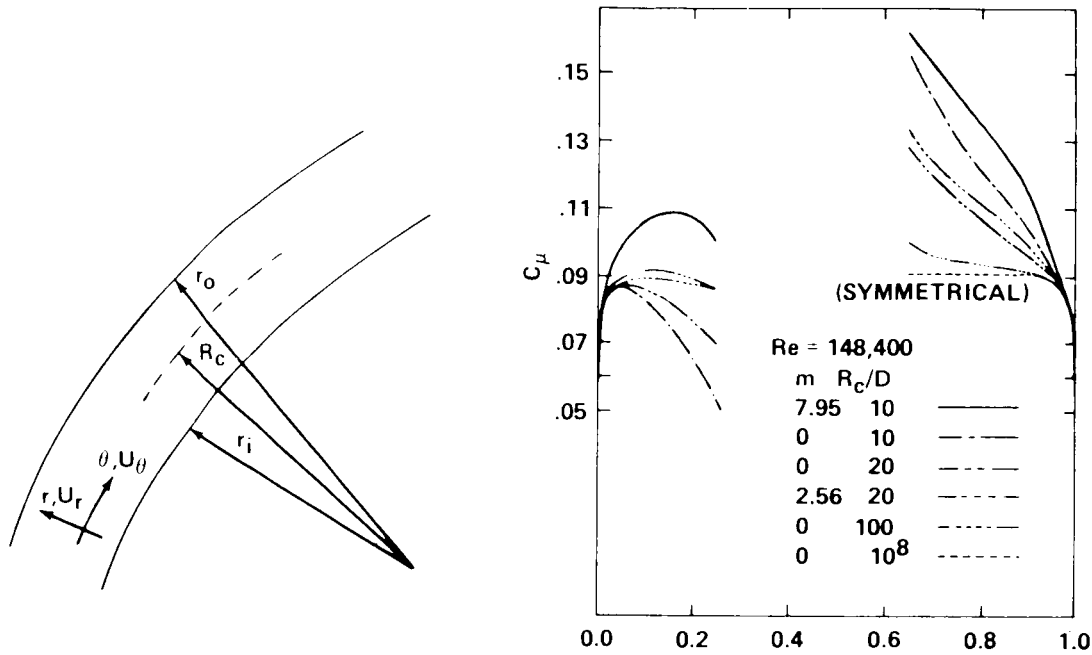 r_o
R_c
r_i
θ,U_θ
r,U_r
C_μ
.15
.13
.11
.09
.07
.05
(SYMMETRICAL)
Re = 148,400
m R_c/D
7.95 10
0 10
0 20
2.56 20
0 100
0 10^8
0.0 0.2 0.4 0.6 0.8 1.0